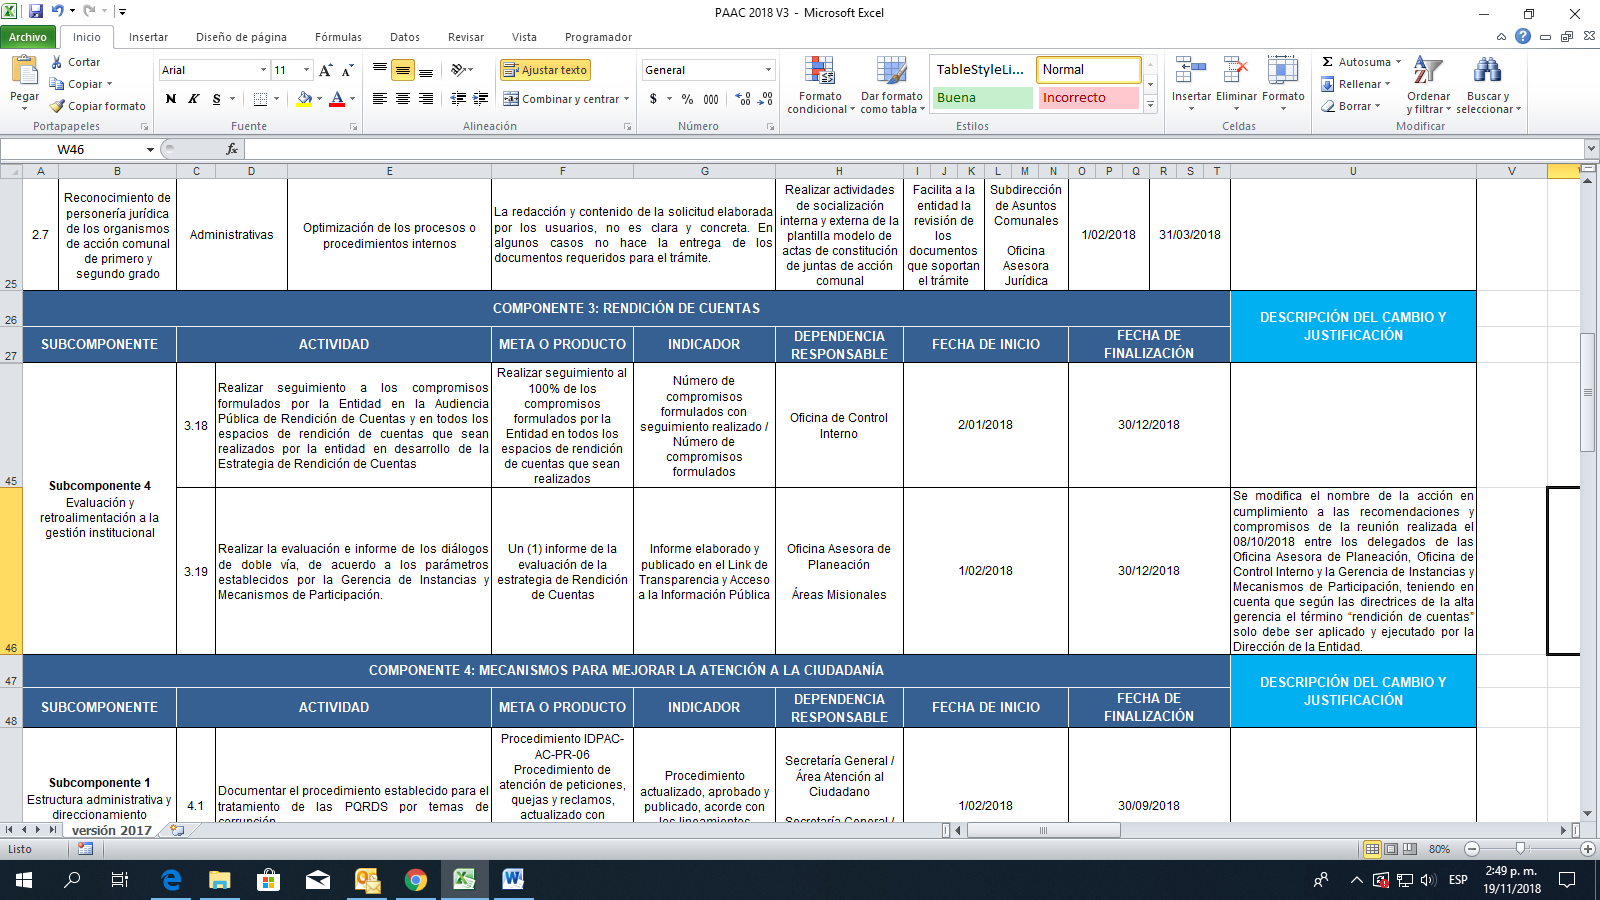 PAAC 2018 V3 - Microsoft Excel
Archivo Inicio Insertar Diseño de página Fórmulas Datos Revisar Vista Programador
Pegar
Cortar
Copiar
Copiar formato
Portapapeles
Arial 11
N K S
Fuente
Ajustar texto
Combinar y centrar
Alineación
General
$ % 000
Número
Formato condicional
Dar formato como tabla
TableStyleLi... Normal
Buena Incorrecto
Estilos
Insertar Eliminar Formato
Celdas
Autosuma
Rellenar
Borrar
Ordenar y filtrar
Buscar y seleccionar
Modificar
W46 fx
A B C D E F G H I J K L M N O P Q R S T U V
25
2.7
Reconocimiento de
personería jurídica
de los organismos
de acción comunal
de primero y
segundo grado
Administrativas
Optimización de los procesos o
procedimientos internos
La redacción y contenido de la solicitud elaborada
por los usuarios, no es clara y concreta. En
algunos casos no hace la entrega de los
documentos requeridos para el trámite.
Realizar actividades
de socialización
interna y externa de la
plantilla modelo de
actas de constitución
de juntas de acción
comunal
Facilita a la
entidad la
revisión de
los
documentos
que soportan
el trámite
Subdirección
de Asuntos
Comunales
Oficina
Asesora
Jurídica
1/02/2018
31/03/2018
26
COMPONENTE 3: RENDICIÓN DE CUENTAS
DESCRIPCIÓN DEL CAMBIO Y
JUSTIFICACIÓN
27
SUBCOMPONENTE
ACTIVIDAD
META O PRODUCTO
INDICADOR
DEPENDENCIA
RESPONSABLE
FECHA DE INICIO
FECHA DE
FINALIZACIÓN
45
Subcomponente 4
Evaluación y
retroalimentación a la
gestión institucional
3.18
Realizar seguimiento a los compromisos
formulados por la Entidad en la Audiencia
Pública de Rendición de Cuentas y en todos los
espacios de rendición de cuentas que sean
realizados por la entidad en desarrollo de la
Estrategia de Rendición de Cuentas
Realizar seguimiento al
100% de los
compromisos
formulados por la
Entidad en todos los
espacios de rendición
de cuentas que sean
realizados
Número de
compromisos
formulados con
seguimiento realizado /
Número de
compromisos
formulados
Oficina de Control
Interno
2/01/2018
30/12/2018
46
3.19
Realizar la evaluación e informe de los diálogos
de doble vía, de acuerdo a los parámetros
establecidos por la Gerencia de Instancias y
Mecanismos de Participación.
Un (1) informe de la
evaluación de la
estrategia de Rendición
de Cuentas
Informe elaborado y
publicado en el Link de
Transparencia y Acceso
a la Información Pública
Oficina Asesora de
Planeación
Áreas Misionales
1/02/2018
30/12/2018
Se modifica el nombre de la acción en
cumplimiento a las recomendaciones y
compromisos de la reunión realizada el
08/10/2018 entre los delegados de las
Oficina Asesora de Planeación, Oficina de
Control Interno y la Gerencia de Instancias y
Mecanismos de Participación, teniendo en
cuenta que según las directrices de la alta
gerencia el término “rendición de cuentas”
solo debe ser aplicado y ejecutado por la
Dirección de la Entidad.
47
COMPONENTE 4: MECANISMOS PARA MEJORAR LA ATENCIÓN A LA CIUDADANÍA
DESCRIPCIÓN DEL CAMBIO Y
JUSTIFICACIÓN
48
SUBCOMPONENTE
ACTIVIDAD
META O PRODUCTO
INDICADOR
DEPENDENCIA
RESPONSABLE
FECHA DE INICIO
FECHA DE
FINALIZACIÓN
Subcomponente 1
Estructura administrativa y
direccionamiento
4.1
Documentar el procedimiento establecido para el
tratamiento de las PQRDS por temas de
corrupción
Procedimiento IDPAC-
AC-PR-06
Procedimiento de
atención de peticiones,
quejas y reclamos,
actualizado con
Procedimiento
actualizado, aprobado y
publicado, acorde con
los lineamientos
Secretaría General /
Área Atención al
Ciudadano
Secretaría General /
1/02/2018
30/09/2018
versión 2017
Listo
80%
ESP
2:49 p. m.
19/11/2018